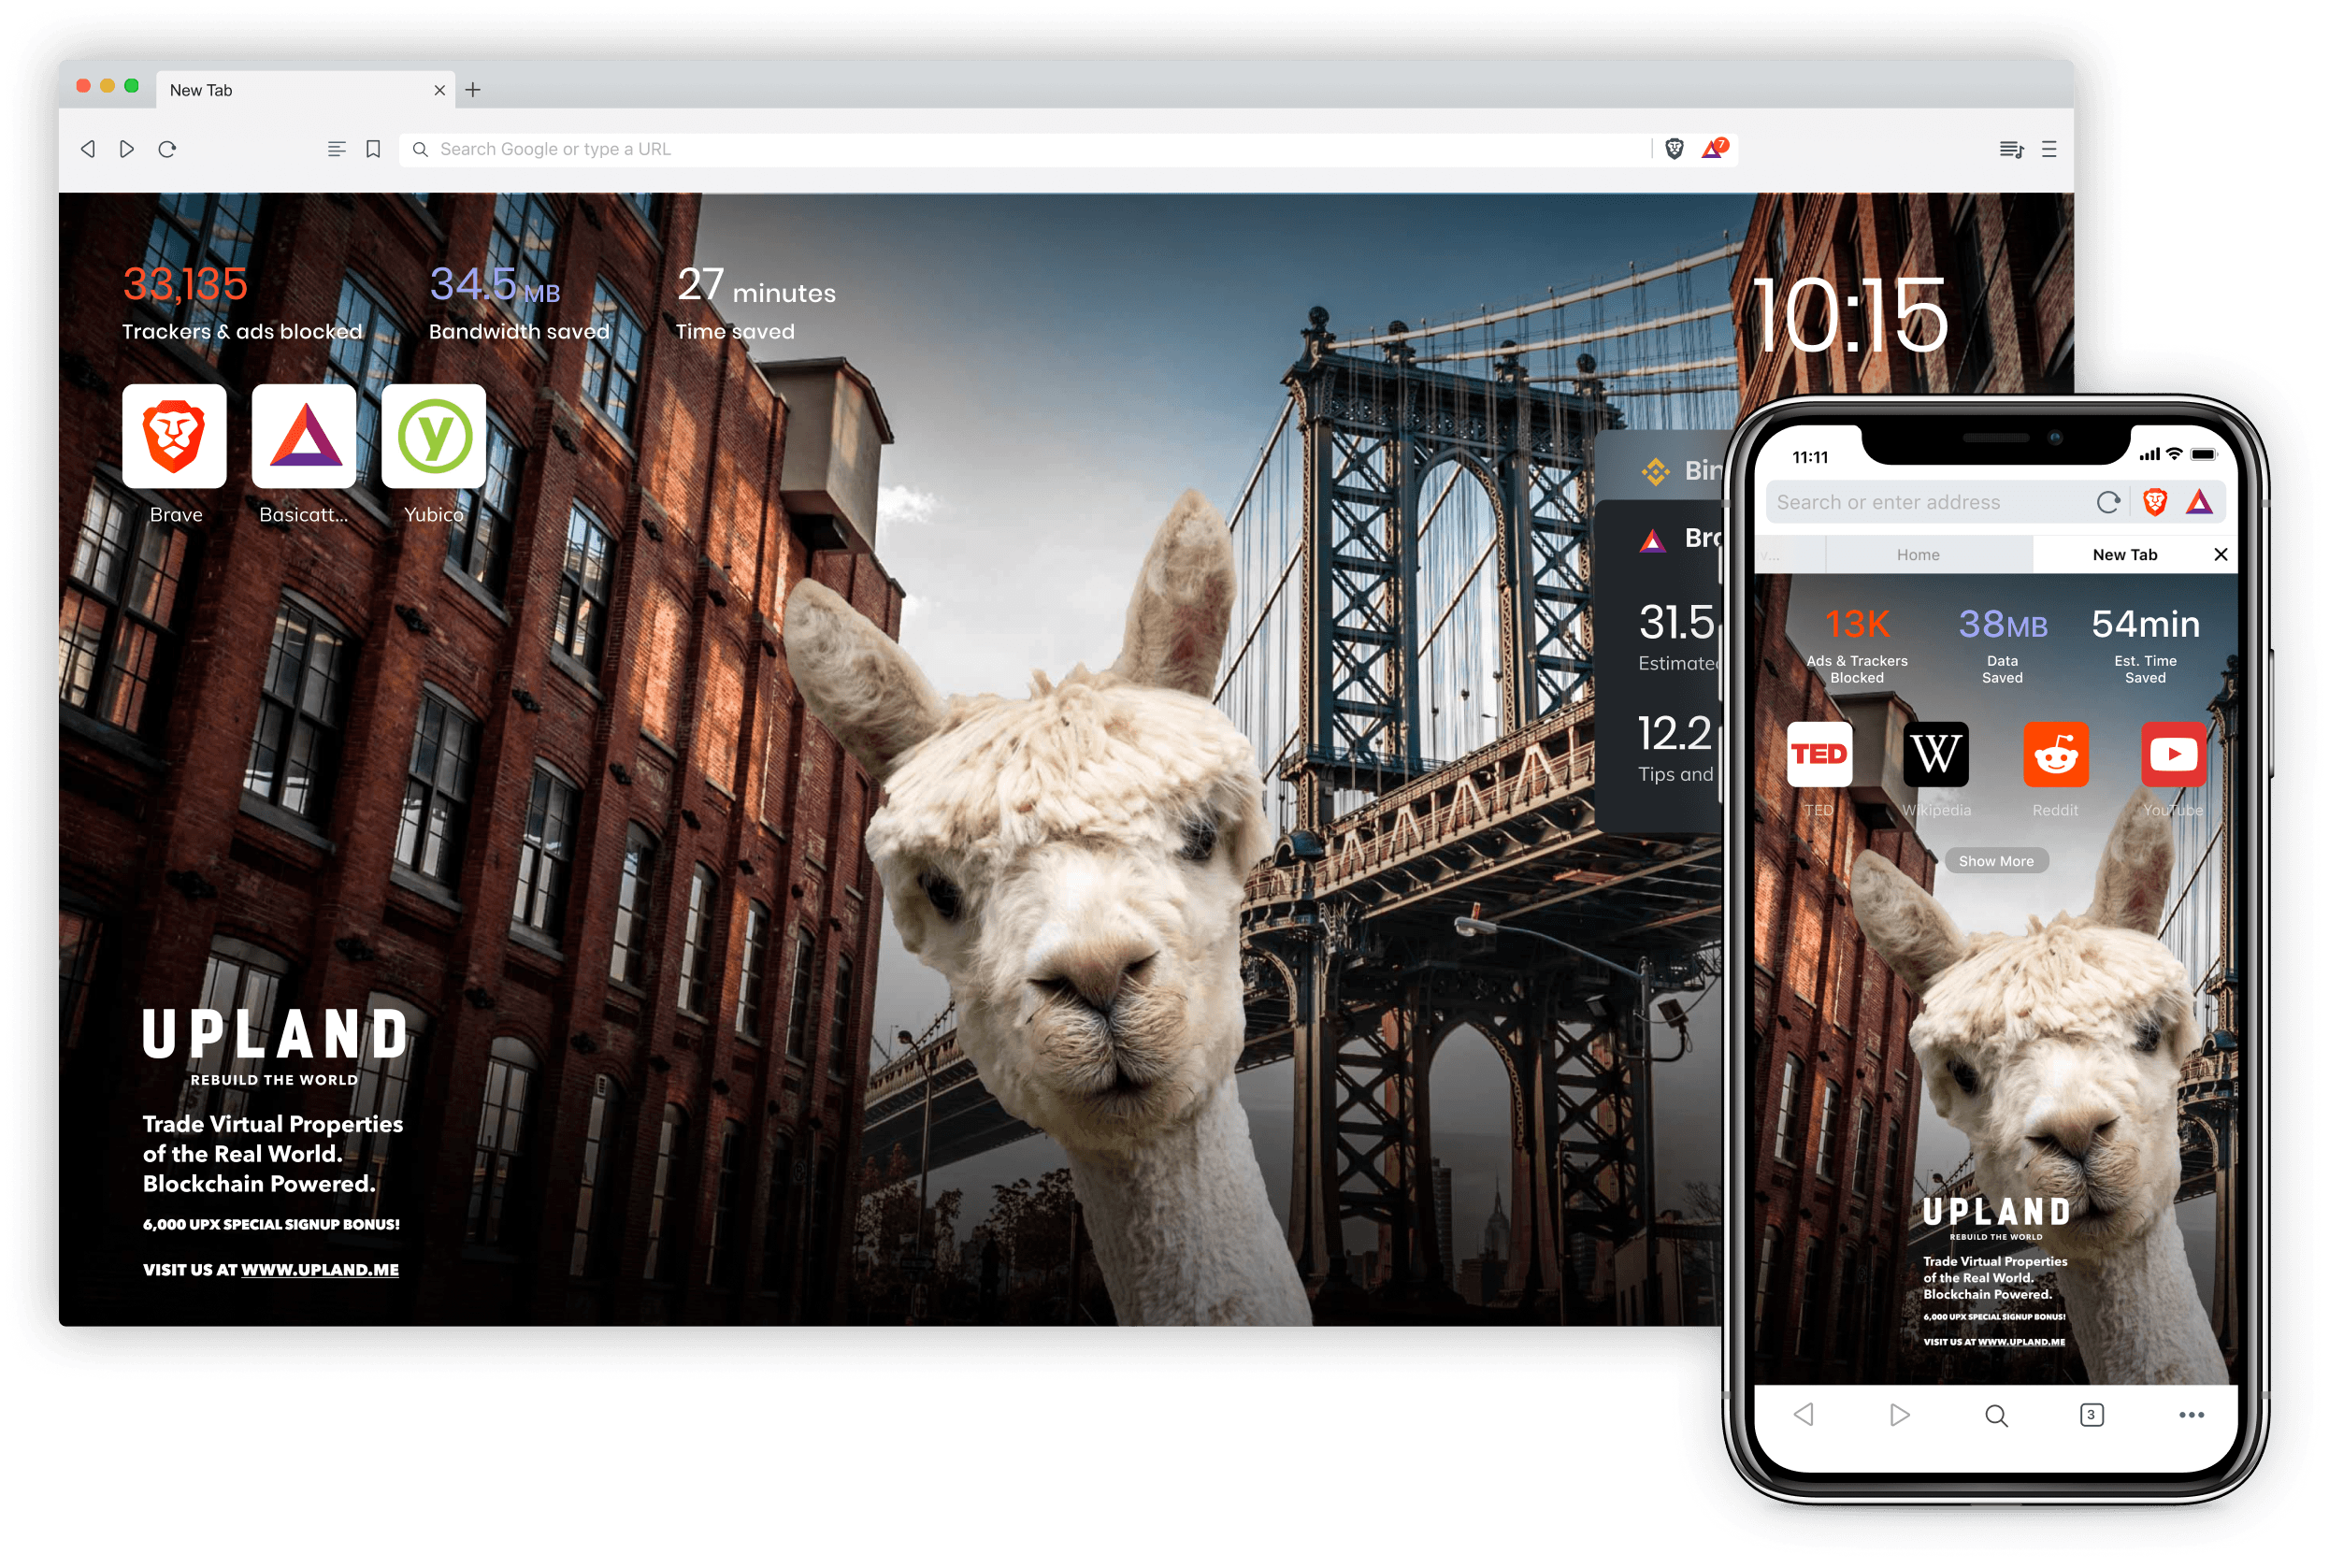 New Tab
Search Google or type a URL
7
33,135
Trackers & ads blocked
34.5 MB
Bandwidth saved
27 minutes
Time saved
10:15
Brave
Basicatt...
Yubico
31.5
12.2
Tips and
UPLAND
REBUILD THE WORLD
Trade Virtual Properties
of the Real World.
Blockchain Powered.
6,000 UPX SPECIAL SIGNUP BONUS!
VISIT US AT WWW.UPLAND.ME
11:11
Search or enter address
Home
New Tab
13K
Ads & Trackers
Blocked
38MB
Data
Saved
54min
Est. Time
Saved
TED
W
TED
Wikipedia
Reddit
YouTube
Show More
UPLAND
REBUILD THE WORLD
Trade Virtual Properties
of the Real World.
Blockchain Powered.
6,000 UPX SPECIAL SIGNUP BONUS!
VISIT US AT WWW.UPLAND.ME
3